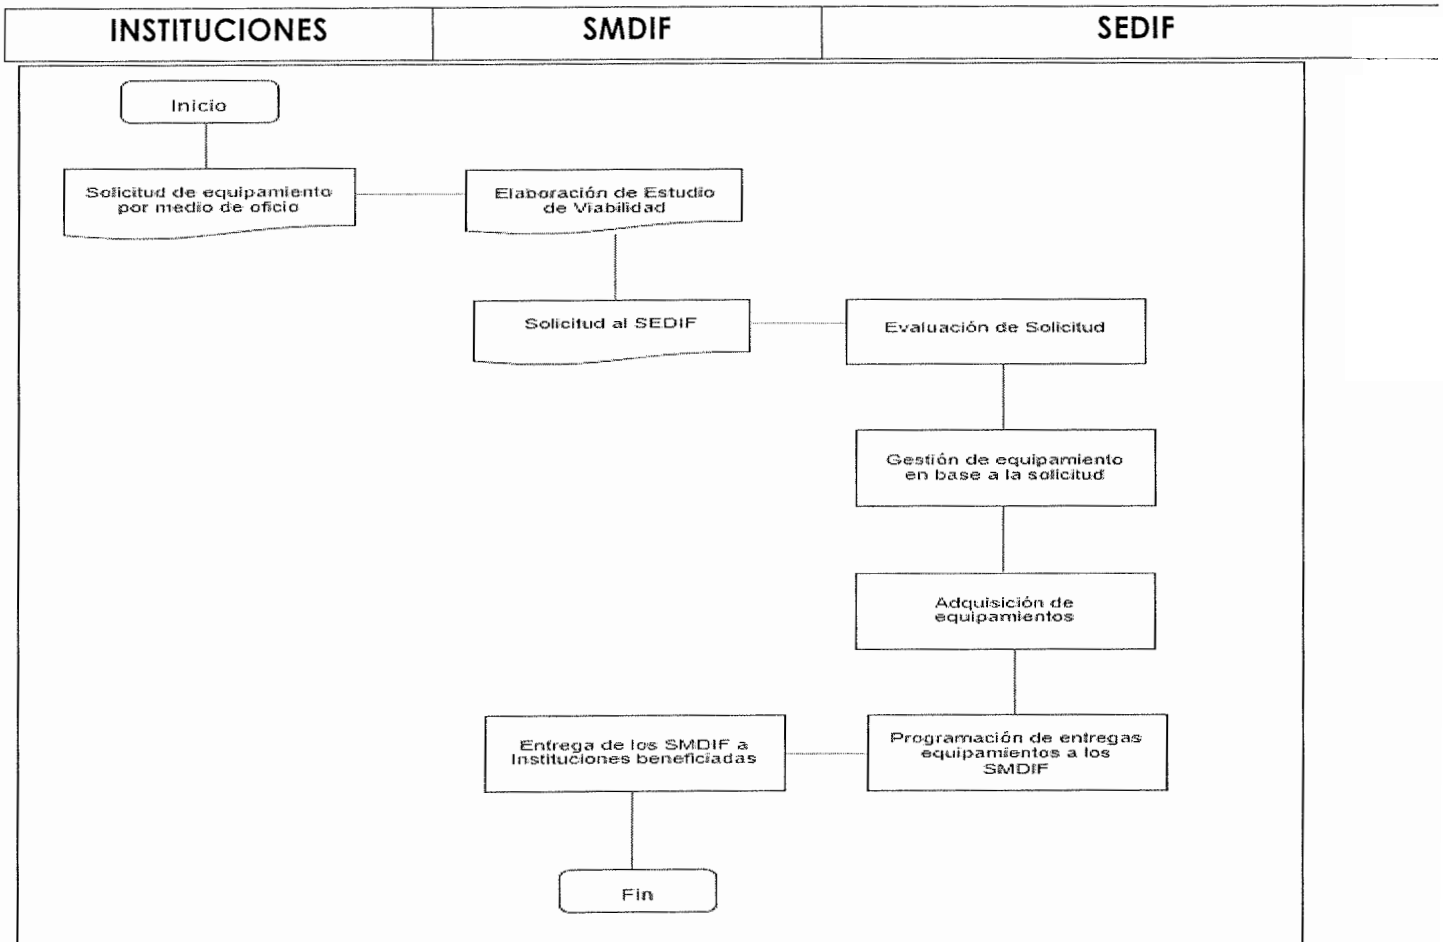 INSTITUCIONES
SMDIF
SEDIF
Inicio
Solicitud de equipamiento
por medio de oficio
Elaboración de Estudio
de Viabilidad
Solicitud al SEDIF
Evaluación de Solicitud
Gestión de equipamiento
en base a la solicitud
Adquisición de
equipamientos
Programación de entregas
equipamientos a los
SMDIF
Entrega de los SMDIF a
Instituciones beneficiadas
Fin